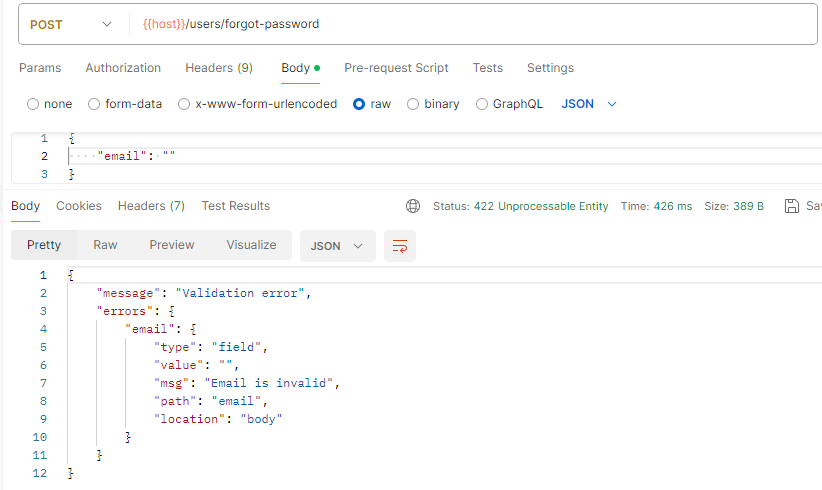 POST {{host}}/users/forgot-password
Params Authorization Headers (9) Body Pre-request Script Tests Settings
none form-data x-www-form-urlencoded raw binary GraphQL JSON
1 {
2 "email": ""
3 }
Body Cookies Headers (7) Test Results Status: 422 Unprocessable Entity Time: 426 ms Size: 389 B
Pretty Raw Preview Visualize JSON
1 {
2 "message": "Validation error",
3 "errors": {
4 "email": {
5 "type": "field",
6 "value": "",
7 "msg": "Email is invalid",
8 "path": "email",
9 "location": "body"
10 }
11 }
12 }